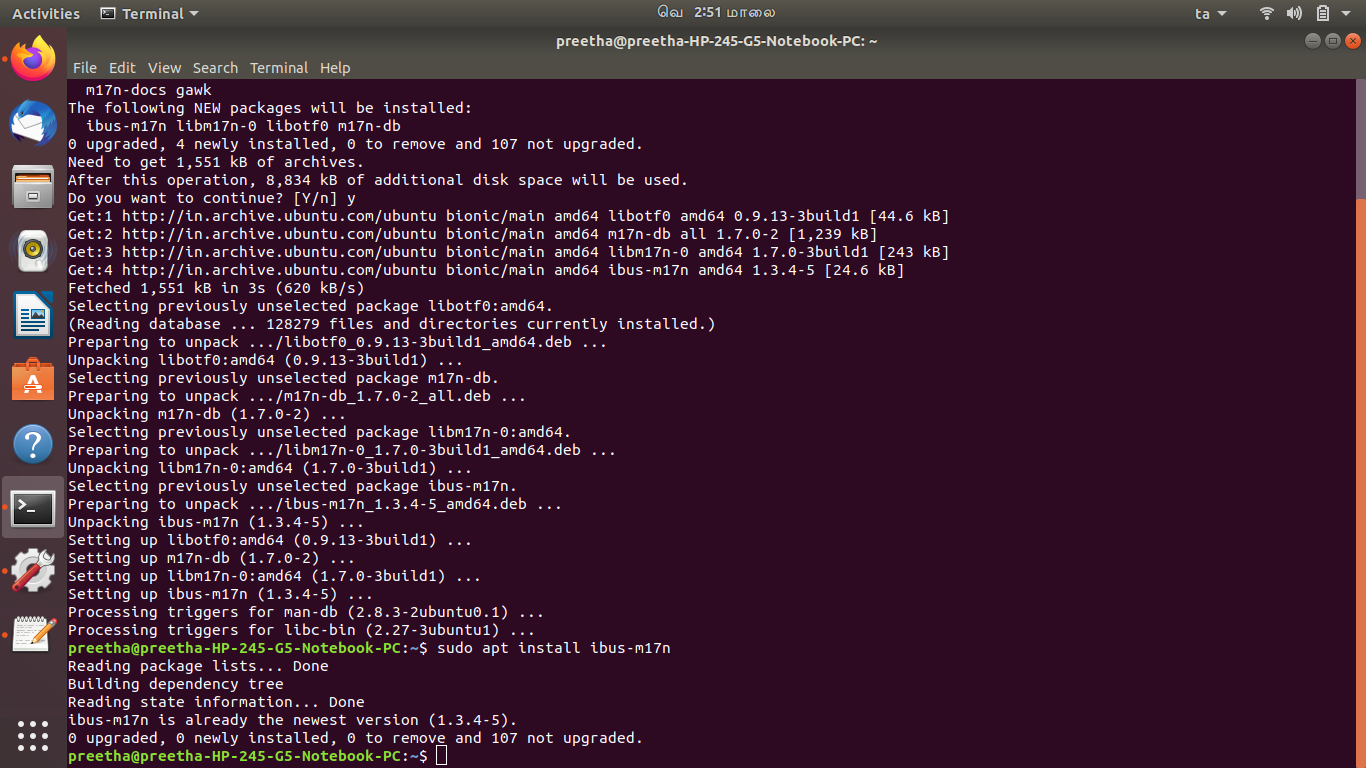 Activities Terminal வெ 2:51 மாலை ta
preetha@preetha-HP-245-G5-Notebook-PC: ~
File Edit View Search Terminal Help
m17n-docs gawk
The following NEW packages will be installed:
ibus-m17n libm17n-0 libotf0 m17n-db
0 upgraded, 4 newly installed, 0 to remove and 107 not upgraded.
Need to get 1,551 kB of archives.
After this operation, 8,834 kB of additional disk space will be used.
Do you want to continue? [Y/n] y
Get:1 http://in.archive.ubuntu.com/ubuntu bionic/main amd64 libotf0 amd64 0.9.13-3build1 [44.6 kB]
Get:2 http://in.archive.ubuntu.com/ubuntu bionic/main amd64 m17n-db all 1.7.0-2 [1,239 kB]
Get:3 http://in.archive.ubuntu.com/ubuntu bionic/main amd64 libm17n-0 amd64 1.7.0-3build1 [243 kB]
Get:4 http://in.archive.ubuntu.com/ubuntu bionic/main amd64 ibus-m17n amd64 1.3.4-5 [24.6 kB]
Fetched 1,551 kB in 3s (620 kB/s)
Selecting previously unselected package libotf0:amd64.
(Reading database ... 128279 files and directories currently installed.)
Preparing to unpack .../libotf0_0.9.13-3build1_amd64.deb ...
Unpacking libotf0:amd64 (0.9.13-3build1) ...
Selecting previously unselected package m17n-db.
Preparing to unpack .../m17n-db_1.7.0-2_all.deb ...
Unpacking m17n-db (1.7.0-2) ...
Selecting previously unselected package libm17n-0:amd64.
Preparing to unpack .../libm17n-0_1.7.0-3build1_amd64.deb ...
Unpacking libm17n-0:amd64 (1.7.0-3build1) ...
Selecting previously unselected package ibus-m17n.
Preparing to unpack .../ibus-m17n_1.3.4-5_amd64.deb ...
Unpacking ibus-m17n (1.3.4-5) ...
Setting up libotf0:amd64 (0.9.13-3build1) ...
Setting up m17n-db (1.7.0-2) ...
Setting up libm17n-0:amd64 (1.7.0-3build1) ...
Setting up ibus-m17n (1.3.4-5) ...
Processing triggers for man-db (2.8.3-2ubuntu0.1) ...
Processing triggers for libc-bin (2.27-3ubuntu1) ...
preetha@preetha-HP-245-G5-Notebook-PC:~$ sudo apt install ibus-m17n
Reading package lists... Done
Building dependency tree
Reading state information... Done
ibus-m17n is already the newest version (1.3.4-5).
0 upgraded, 0 newly installed, 0 to remove and 107 not upgraded.
preetha@preetha-HP-245-G5-Notebook-PC:~$